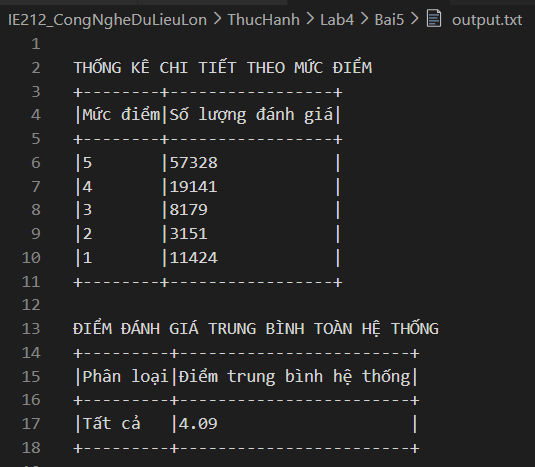 IE212_CongNgheDuLieuLon > ThucHanh > Lab4 > Bai5 > output.txt
1
2 THỐNG KÊ CHI TIẾT THEO MỨC ĐIỂM
3 +--------+-----------------+
4 |Mức điểm|Số lượng đánh giá|
5 +--------+-----------------+
6 |5       |57328            |
7 |4       |19141            |
8 |3       |8179             |
9 |2       |3151             |
10 |1       |11424            |
11 +--------+-----------------+
12
13 ĐIỂM ĐÁNH GIÁ TRUNG BÌNH TOÀN HỆ THỐNG
14 +---------+------------------------+
15 |Phân loại|Điểm trung bình hệ thống|
16 +---------+------------------------+
17 |Tất cả   |4.09                    |
18 +---------+------------------------+